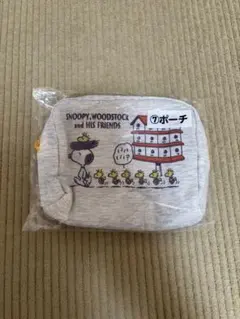 SNOOPY, WOODSTOCK
and HIS FRIENDS
⑦ポーチ